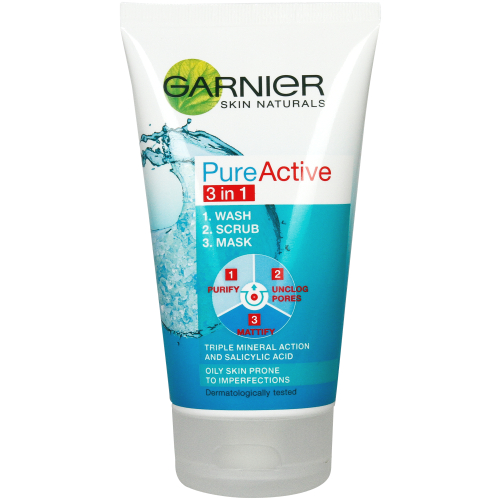 GARNIER
SKIN NATURALS
PureActive
3 in 1
1. WASH
2. SCRUB
3. MASK
1
PURIFY
2
UNCLOG
PORES
3
MATTIFY
TRIPLE MINERAL ACTION
AND SALICYLIC ACID
OILY SKIN PRONE
TO IMPERFECTIONS
Dermatologically tested